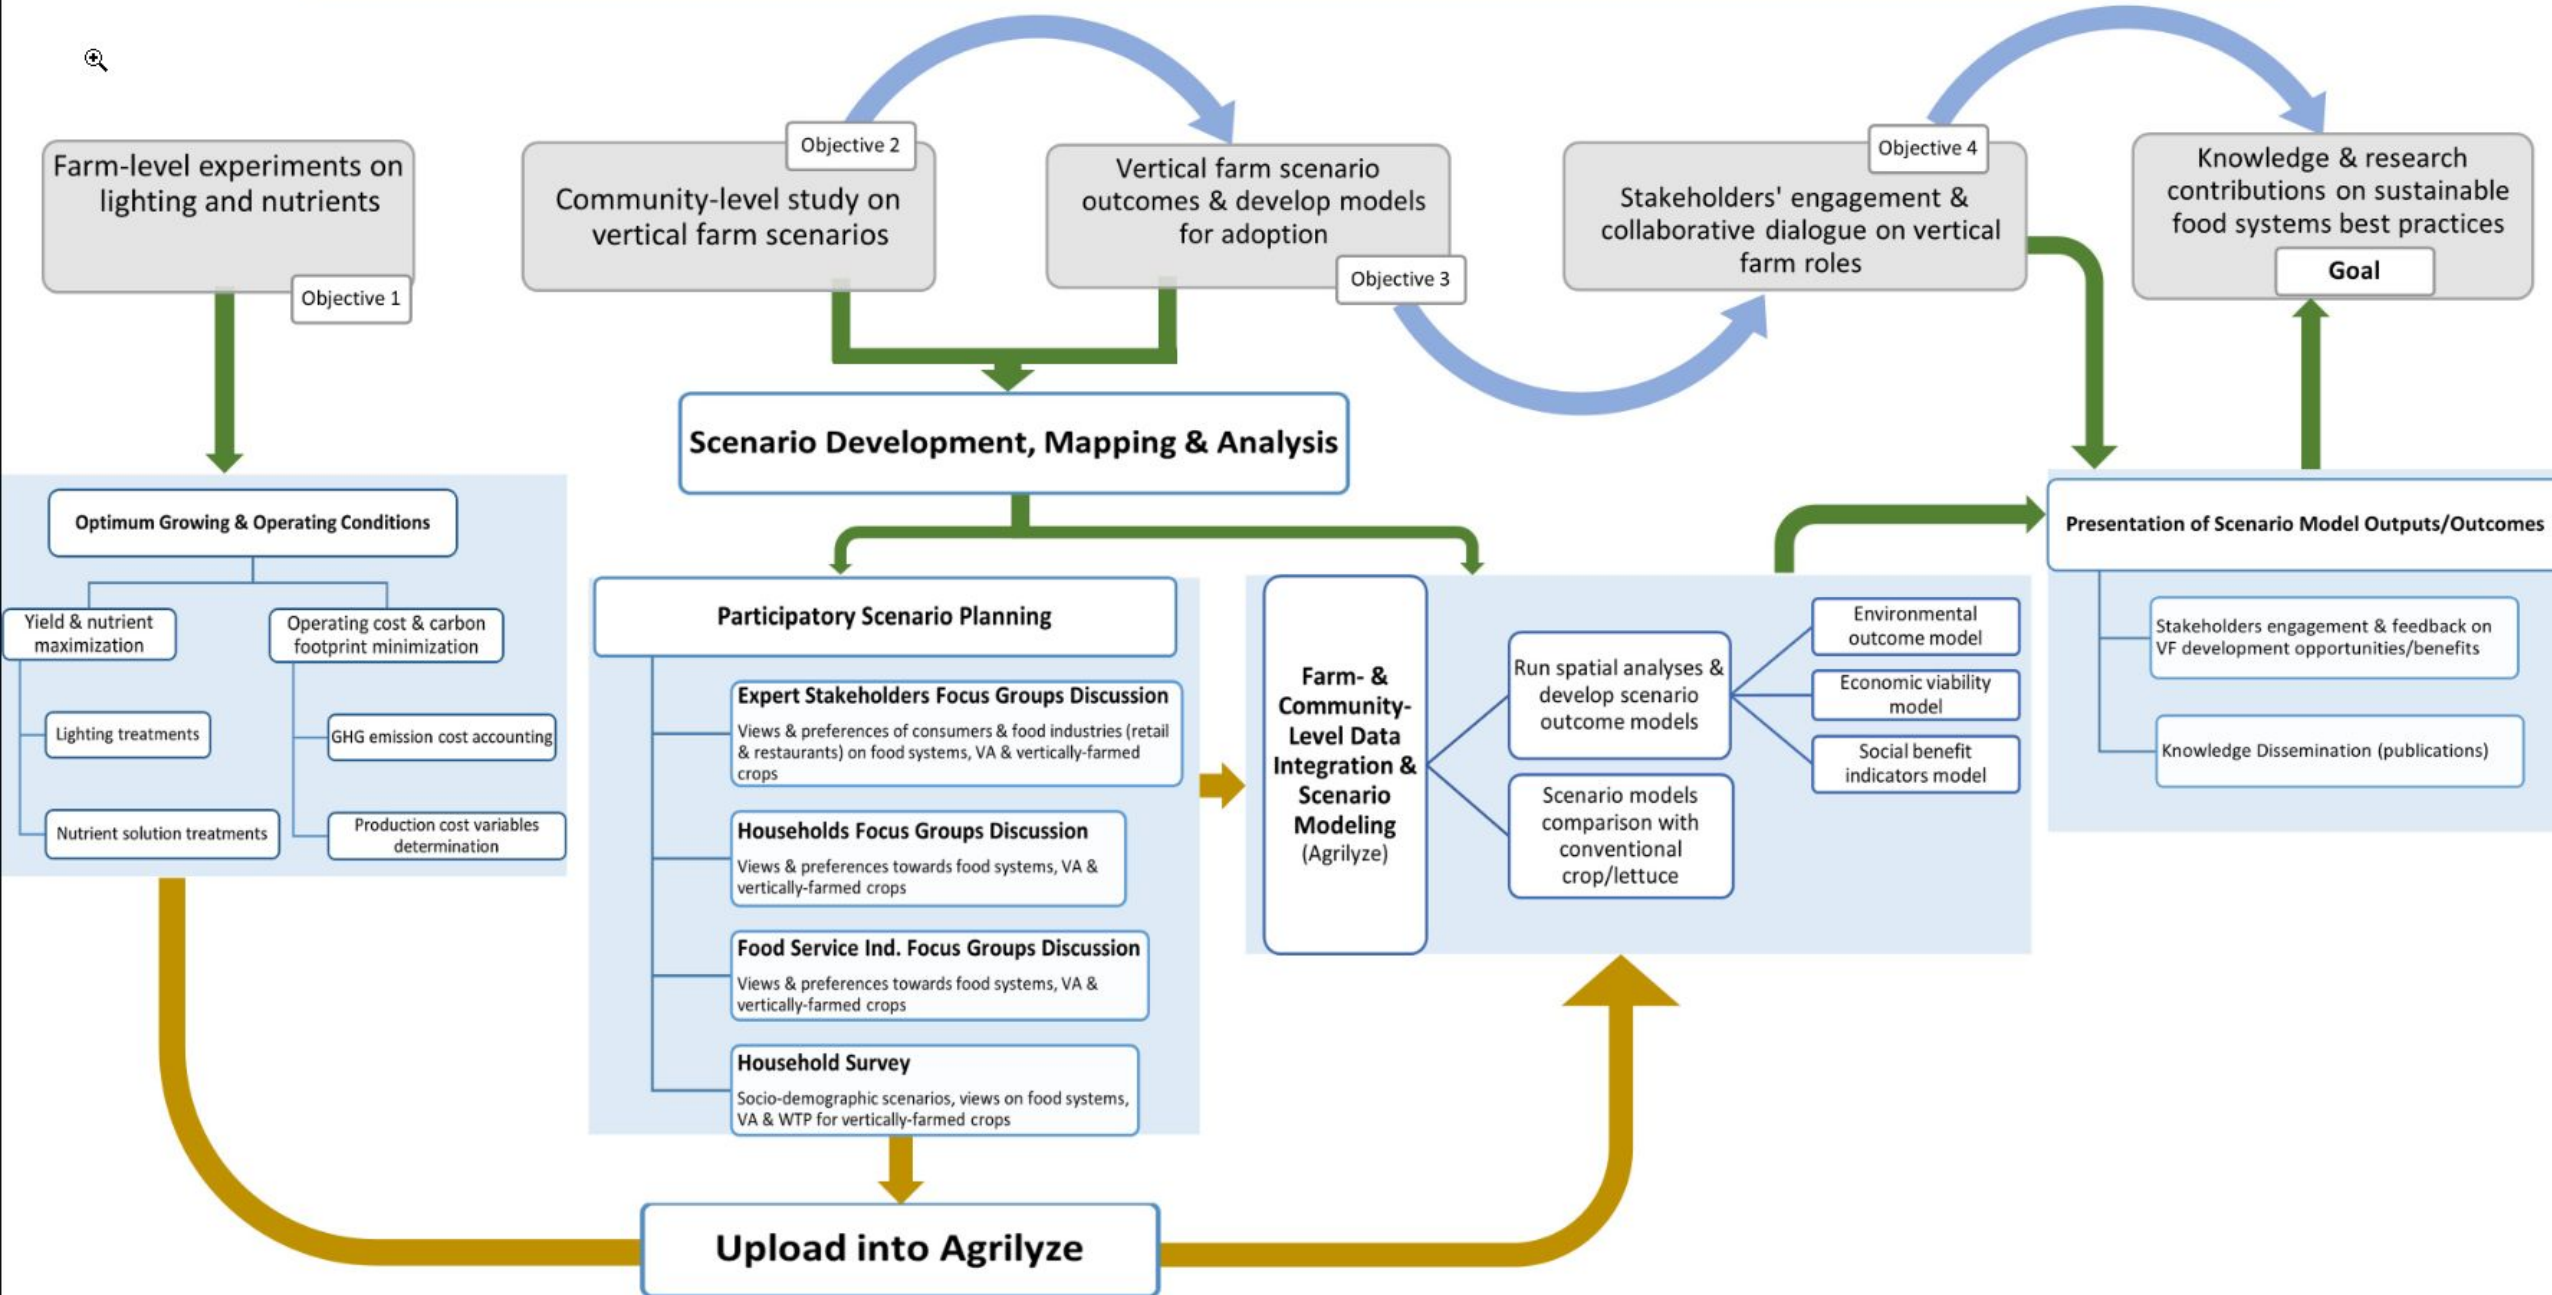 Farm-level experiments on
lighting and nutrients
Objective 1
Objective 2
Community-level study on
vertical farm scenarios
Vertical farm scenario
outcomes & develop models
for adoption
Objective 3
Objective 4
Stakeholders' engagement &
collaborative dialogue on vertical
farm roles
Knowledge & research
contributions on sustainable
food systems best practices
Goal
Scenario Development, Mapping & Analysis
Optimum Growing & Operating Conditions
Yield & nutrient
maximization
Lighting treatments
Nutrient solution treatments
Operating cost & carbon
footprint minimization
GHG emission cost accounting
Production cost variables
determination
Participatory Scenario Planning
Expert Stakeholders Focus Groups Discussion
Views & preferences of consumers & food industries (retail
& restaurants) on food systems, VA & vertically-farmed
crops
Households Focus Groups Discussion
Views & preferences towards food systems, VA &
vertically-farmed crops
Food Service Ind. Focus Groups Discussion
Views & preferences towards food systems, VA &
vertically-farmed crops
Household Survey
Socio-demographic scenarios, views on food systems,
VA & WTP for vertically-farmed crops
Farm- &
Community-
Level Data
Integration &
Scenario
Modeling
(Agrilyze)
Run spatial analyses &
develop scenario
outcome models
Scenario models
comparison with
conventional
crop/lettuce
Environmental
outcome model
Economic viability
model
Social benefit
indicators model
Presentation of Scenario Model Outputs/Outcomes
Stakeholders engagement & feedback on
VF development opportunities/benefits
Knowledge Dissemination (publications)
Upload into Agrilyze